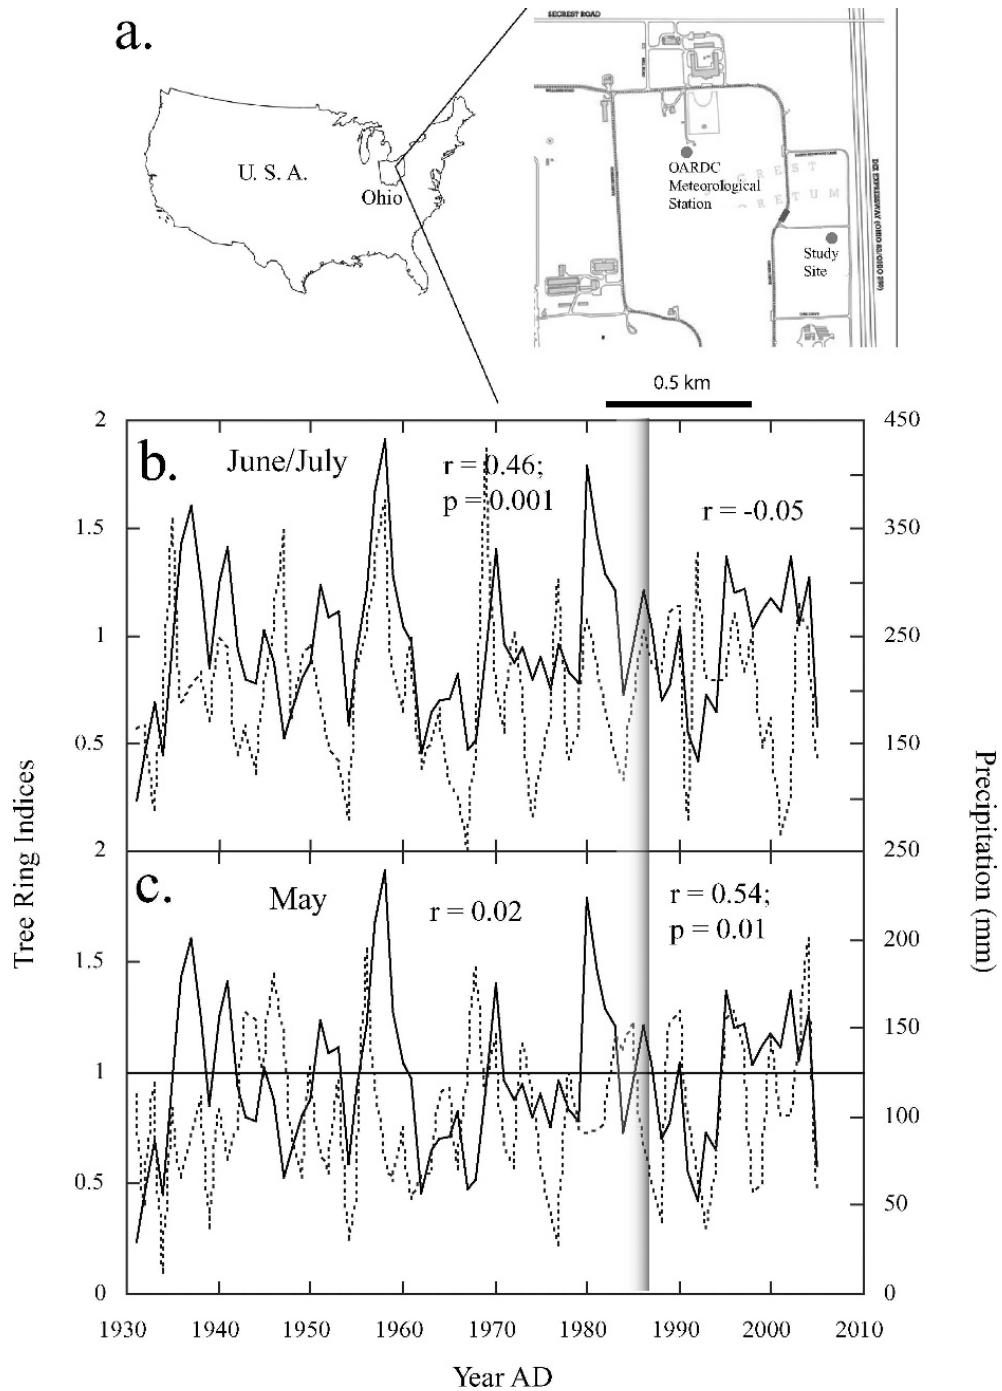 a.
SECREST ROAD
U. S. A.
Ohio
OARDC
Meteorological
Station
Study
Site
0.5 km
b.
June/July
r = 0.46;
p = 0.001
r = -0.05
2
1.5
1
0.5
2
450
350
250
150
250
c.
May
r = 0.02
r = 0.54;
p = 0.01
1.5
1
0.5
0
200
150
100
50
0
Tree Ring Indices
Precipitation (mm)
1930 1940 1950 1960 1970 1980 1990 2000 2010
Year AD